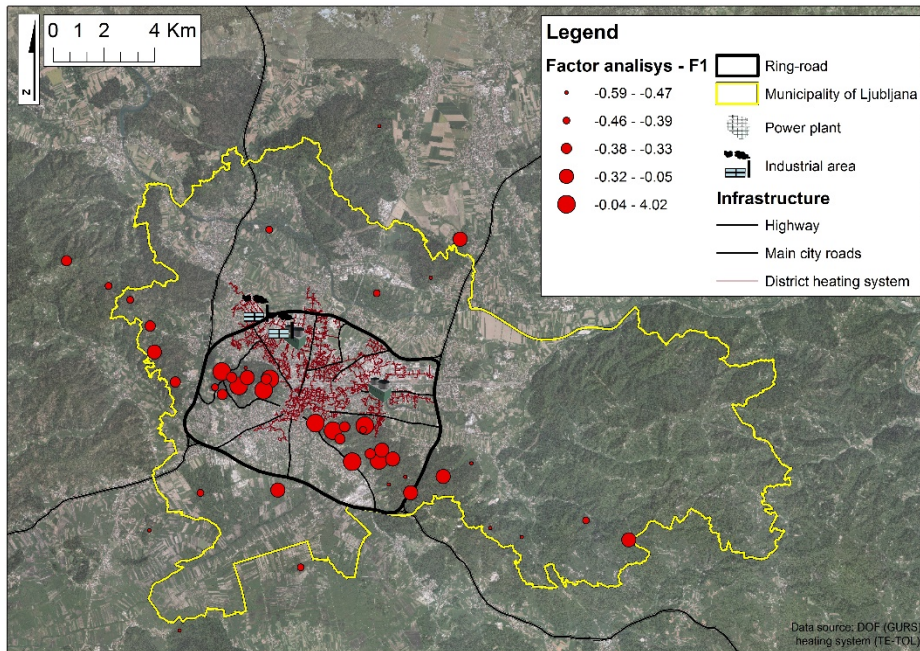 0 1 2 4 Km
N
Legend
Factor analisys - F1
-0.59 - -0.47
-0.46 - -0.39
-0.38 - -0.33
-0.32 - -0.05
-0.04 - 4.02
Ring-road
Municipality of Ljubljana
Power plant
Industrial area
Infrastructure
Highway
Main city roads
District heating system
Data source: DOF (GURS)
heating system (TE-TOL)